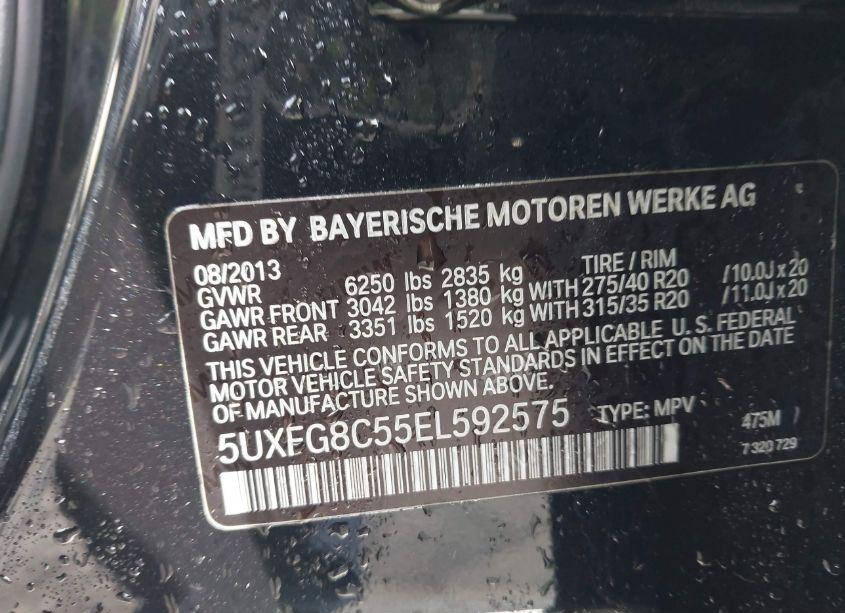 MFD BY BAYERISCHE MOTOREN WERKE AG
08/2013 TIRE / RIM
GVWR 6250 lbs 2835 kg
GAWR FRONT 3042 lbs 1380 kg WITH 275/40 R20 /10.0J x 20
GAWR REAR 3351 lbs 1520 kg WITH 315/35 R20 /11.0J x 20
THIS VEHICLE CONFORMS TO ALL APPLICABLE U.S. FEDERAL
MOTOR VEHICLE SAFETY STANDARDS IN EFFECT ON THE DATE
OF MANUFACTURE SHOWN ABOVE.
5UXFG8C55EL592575 TYPE: MPV 475M
7 320 729